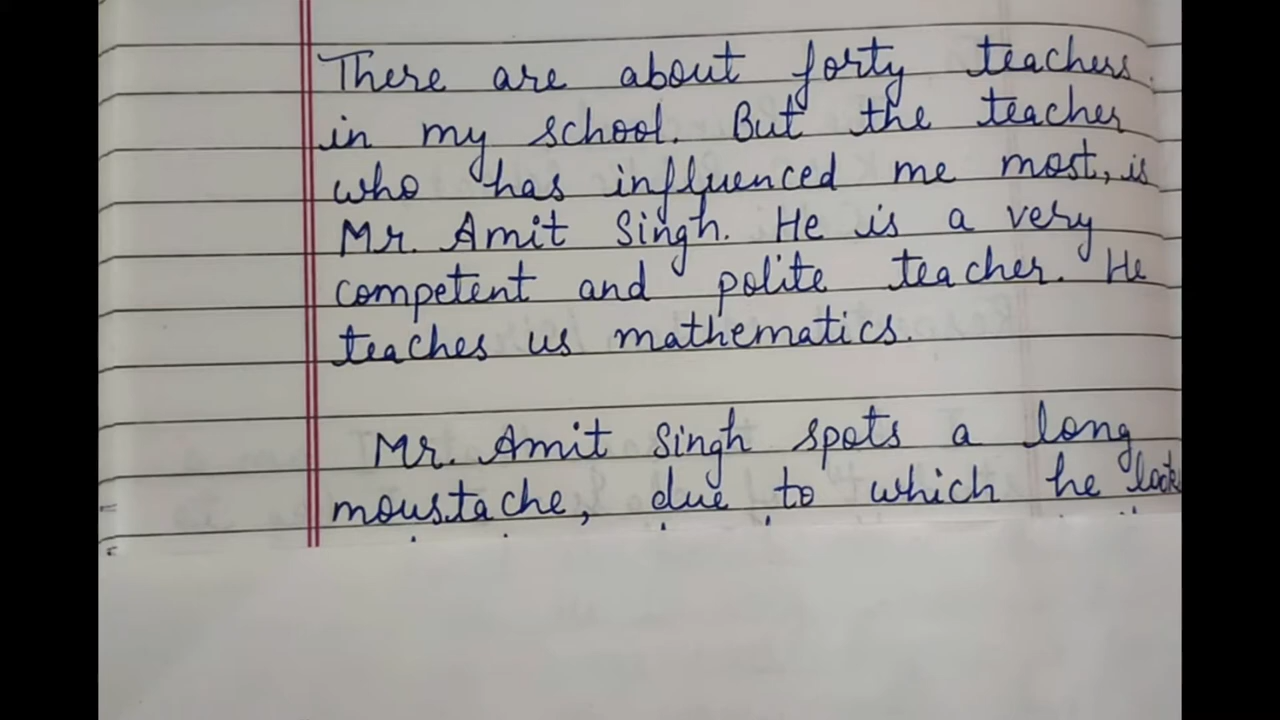 There are about forty teachers.
in my school. But the teacher
who has influenced me most, is
Mr. Amit Singh. He is a very
competent and polite teacher. He
teaches us mathematics.
Mr. Amit Singh spots a long
moustache, due to which he look